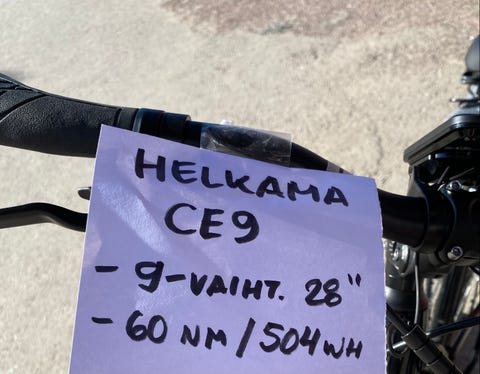 HELKAMA
CE9
- 9-VAIHT. 28"
- 60 NM / 504 WH